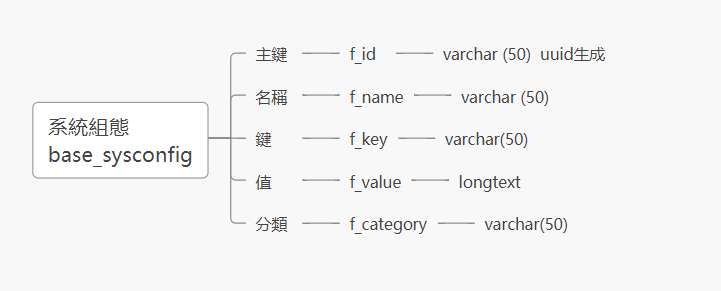 系統組態
base_sysconfig
主鍵 f_id varchar (50) uuid生成
名稱 f_name varchar (50)
鍵 f_key varchar(50)
值 f_value longtext
分類 f_category varchar(50)